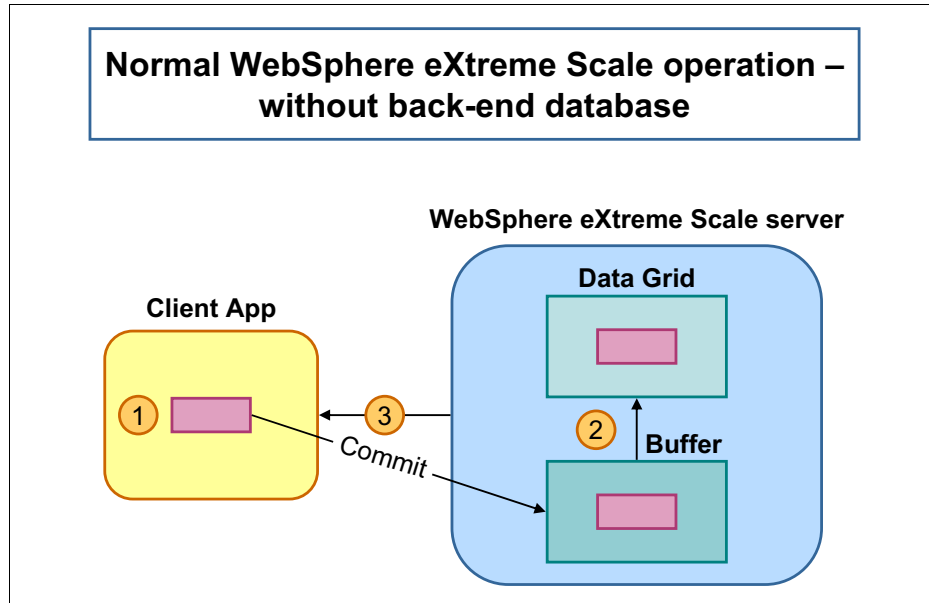 Normal WebSphere eXtreme Scale operation –
without back-end database
WebSphere eXtreme Scale server
Data Grid
Client App
1
3
2
Buffer
Commit